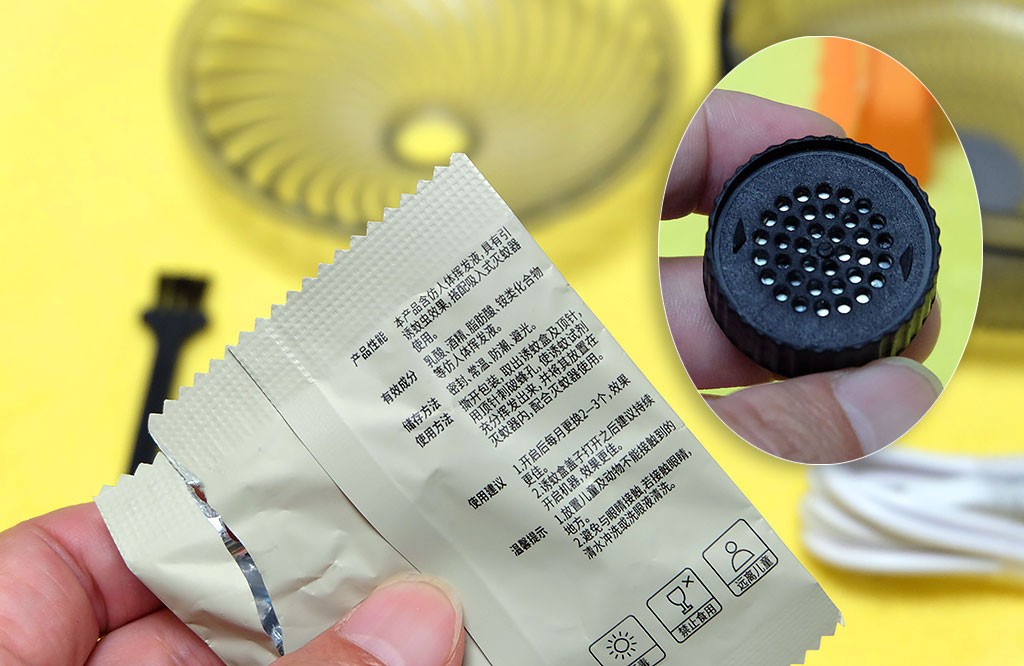 产品性能 本产品含仿人体挥发液,具有引
诱蚊虫效果,搭配吸入式灭蚊器
使用。
有效成分 乳酸、酒精、脂肪酸、铵类化合物
等仿人体挥发液。
储存方法 密封、常温、防潮、避光。
使用方法 撕开包装,取出诱蚊盒及顶针,
用顶针刺破蜂孔,使诱蚊试剂
充分挥发出来,并将其放置在
灭蚊器内,配合灭蚊器使用。
使用建议 1.开启后每月更换2—3个,效果
更佳。
2.诱蚊盒盖子打开之后建议持续
开启机器,效果更佳。
温馨提示 1.放置儿童及动物不能接触到的
地方。
2.避免与眼睛接触,若接触眼睛,
清水冲洗或洗眼液清洗。
远离儿童
禁止食用